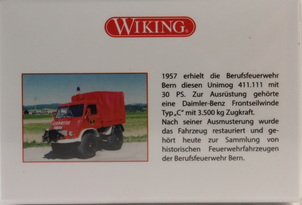 WIKING®
1957 erhielt die Berufsfeuerwehr
Bern diesen Unimog 411.111 mit
30 PS. Zur Ausrüstung gehörte
eine Daimler-Benz Frontseilwinde
Typ„C“ mit 3.500 kg Zugkraft.
Nach seiner Ausmusterung wurde
das Fahrzeug restauriert und ge-
hört heute zur Sammlung von
historischen Feuerwehrfahrzeugen
der Berufsfeuerwehr Bern.